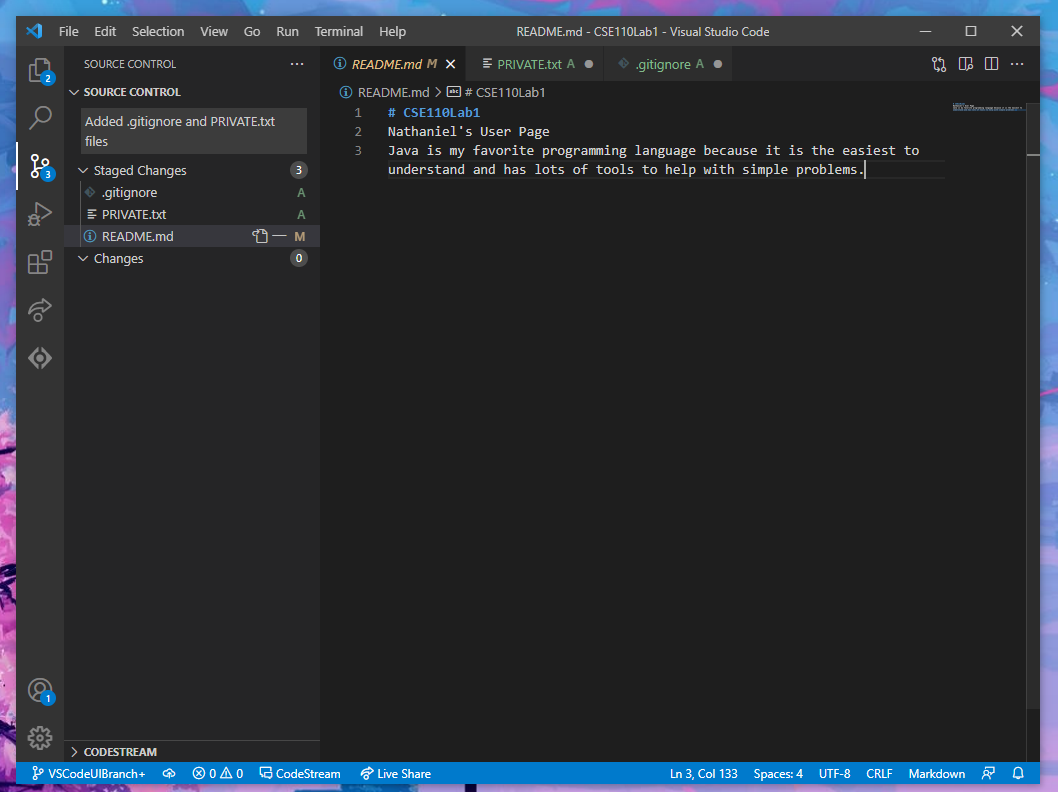 File Edit Selection View Go Run Terminal Help README.md - CSE110Lab1 - Visual Studio Code
SOURCE CONTROL ···
README.md M PRIVATE.txt A .gitignore A ···
2
SOURCE CONTROL
README.md > # CSE110Lab1
Added .gitignore and PRIVATE.txt
files
1 # CSE110Lab1
2 Nathaniel's User Page
3 Java is my favorite programming language because it is the easiest to
understand and has lots of tools to help with simple problems.
3
Staged Changes 3
.gitignore A
PRIVATE.txt A
README.md M
Changes 0
1
CODESTREAM
VSCodeUIBranch+ 0 0 CodeStream Live Share Ln 3, Col 133 Spaces: 4 UTF-8 CRLF Markdown